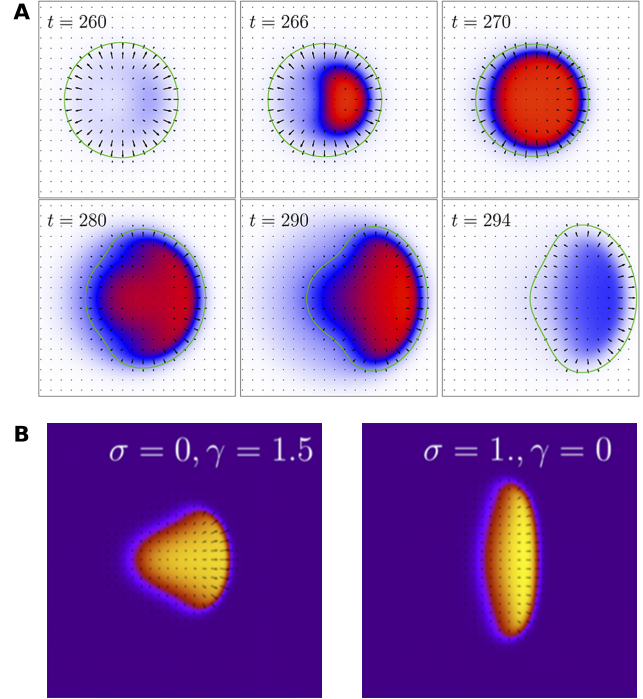 A
t = 260
t = 266
t = 270
t = 280
t = 290
t = 294
B
σ = 0, γ = 1.5
σ = 1., γ = 0